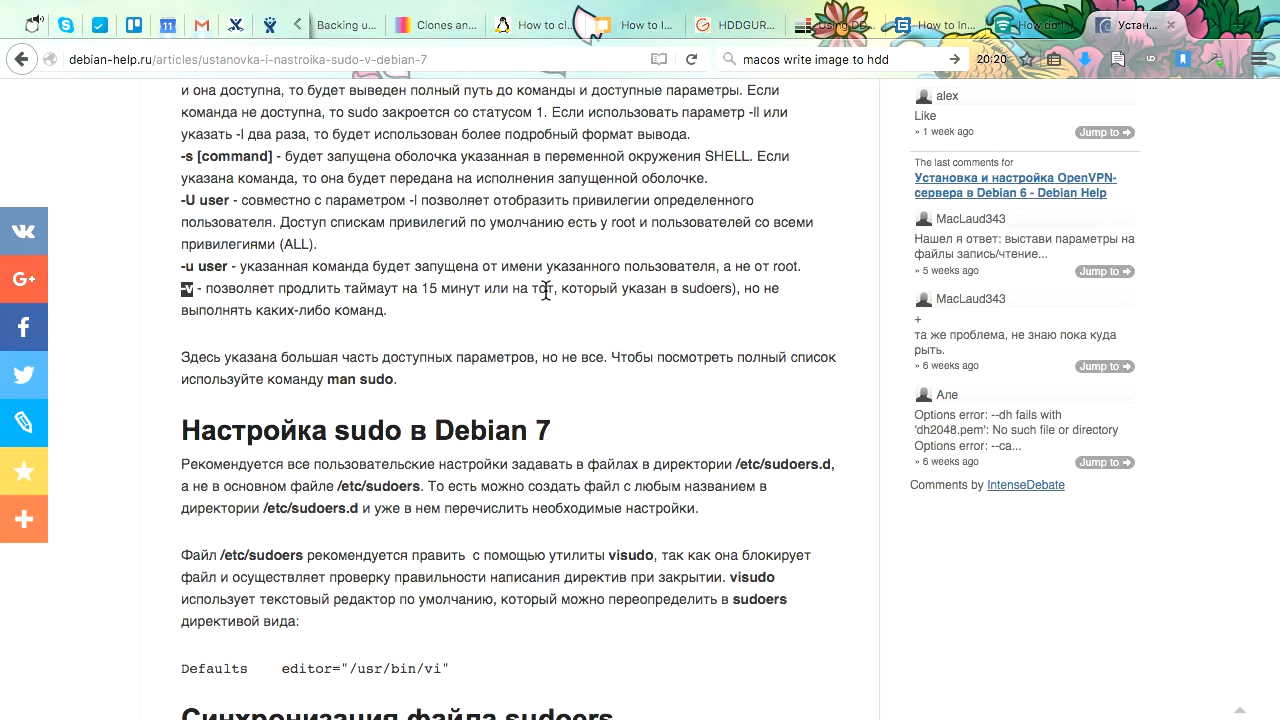 11
Backing u...
Clones an...
How to cl...
How to I...
HDDGUR...
Using DD...
How to In...
How do I...
Устан...
debian-help.ru/articles/ustanovka-i-nastroika-sudo-v-debian-7
macos write image to hdd
20:20
и она доступна, то будет выведен полный путь до команды и доступные параметры. Если
команда не доступна, то sudo закроется со статусом 1. Если использовать параметр -ll или
указать -l два раза, то будет использован более подробный формат вывода.
-s [command] - будет запущена оболочка указанная в переменной окружения SHELL. Если
указана команда, то она будет передана на исполнения запущенной оболочке.
-U user - совместно с параметром -l позволяет отобразить привилегии определенного
пользователя. Доступ спискам привилегий по умолчанию есть у root и пользователей со всеми
привилегиями (ALL).
-u user - указанная команда будет запущена от имени указанного пользователя, а не от root.
-v - позволяет продлить таймаут на 15 минут или на тот, который указан в sudoers), но не
выполнять каких-либо команд.
Здесь указана большая часть доступных параметров, но не все. Чтобы посмотреть полный список
используйте команду man sudo.
Настройка sudo в Debian 7
Рекомендуется все пользовательские настройки задавать в файлах в директории /etc/sudoers.d,
а не в основном файле /etc/sudoers. То есть можно создать файл с любым названием в
директории /etc/sudoers.d и уже в нем перечислить необходимые настройки.
Файл /etc/sudoers рекомендуется править с помощью утилиты visudo, так как она блокирует
файл и осуществляет проверку правильности написания директив при закрытии. visudo
использует текстовый редактор по умолчанию, который можно переопределить в sudoers
директивой вида:
Defaults editor="/usr/bin/vi"
Синхронизация файла sudoers
alex
Like
» 1 week ago
Jump to
The last comments for
Установка и настройка OpenVPN-
сервера в Debian 6 - Debian Help
MacLaud343
Нашел я ответ: выстави параметры на
файлы запись/чтение...
» 5 weeks ago
Jump to
MacLaud343
+
та же проблема, не знаю пока куда
рыть.
» 6 weeks ago
Jump to
Але
Options error: --dh fails with
'dh2048.pem': No such file or directory
Options error: --ca...
» 6 weeks ago
Jump to
Comments by IntenseDebate